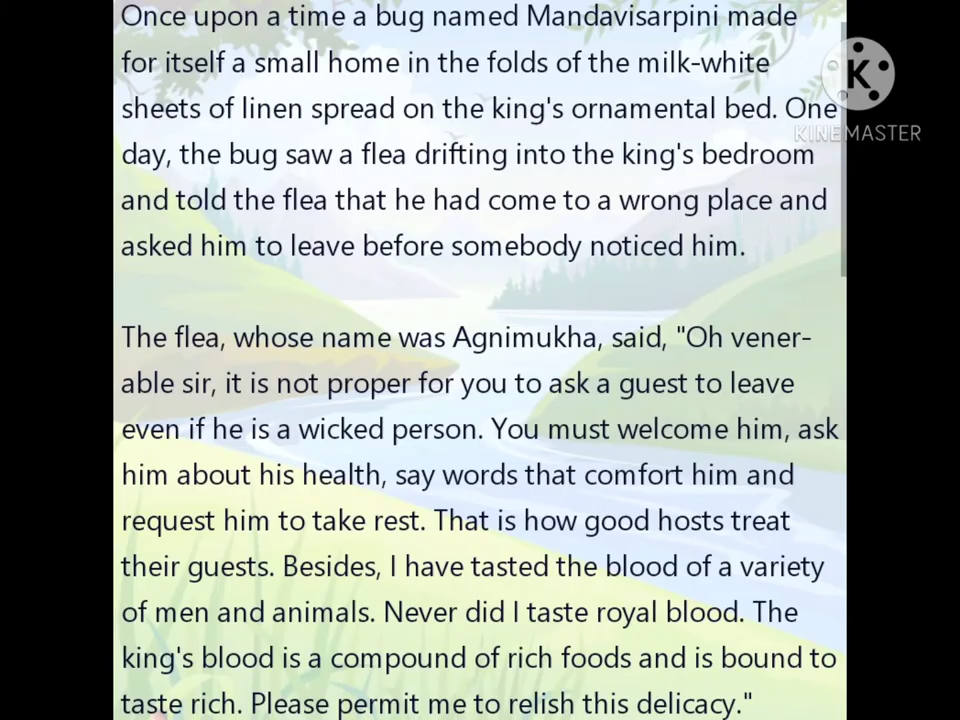 Once upon a time a bug named Mandavisarpini made
for itself a small home in the folds of the milk-white
sheets of linen spread on the king's ornamental bed. One
day, the bug saw a flea drifting into the king's bedroom
and told the flea that he had come to a wrong place and
asked him to leave before somebody noticed him.
The flea, whose name was Agnimukha, said, "Oh vener-
able sir, it is not proper for you to ask a guest to leave
even if he is a wicked person. You must welcome him, ask
him about his health, say words that comfort him and
request him to take rest. That is how good hosts treat
their guests. Besides, I have tasted the blood of a variety
of men and animals. Never did I taste royal blood. The
king's blood is a compound of rich foods and is bound to
taste rich. Please permit me to relish this delicacy."
K
KINEMASTER